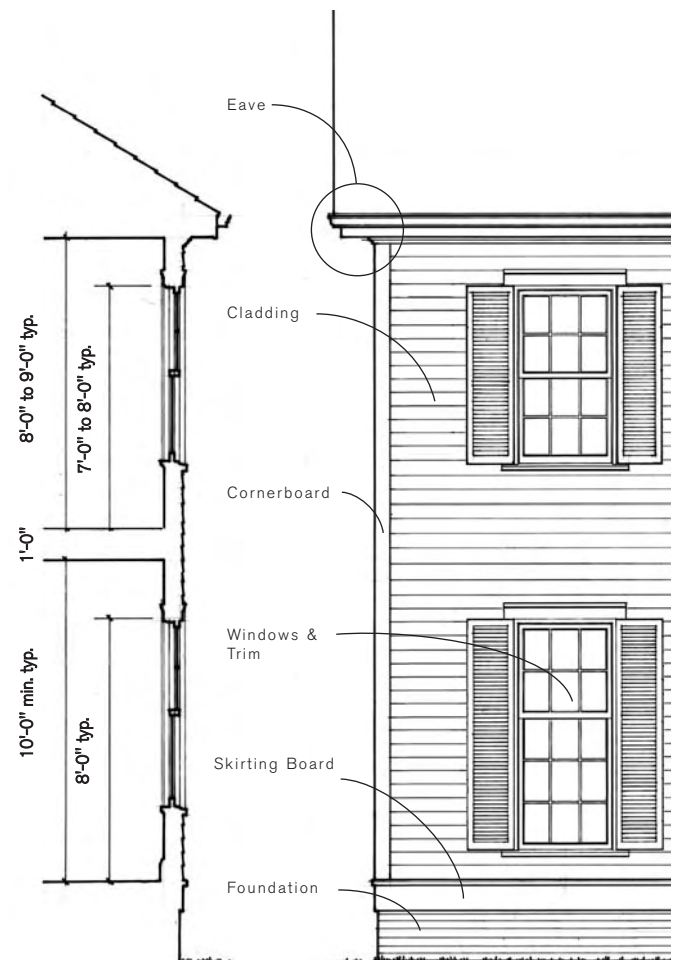 Eave
Cladding
Cornerboard
Windows &
Trim
Skirting Board
Foundation
8'-0" to 9'-0" typ.
7'-0" to 8'-0" typ.
1'-0"
10'-0" min. typ.
8'-0" typ.